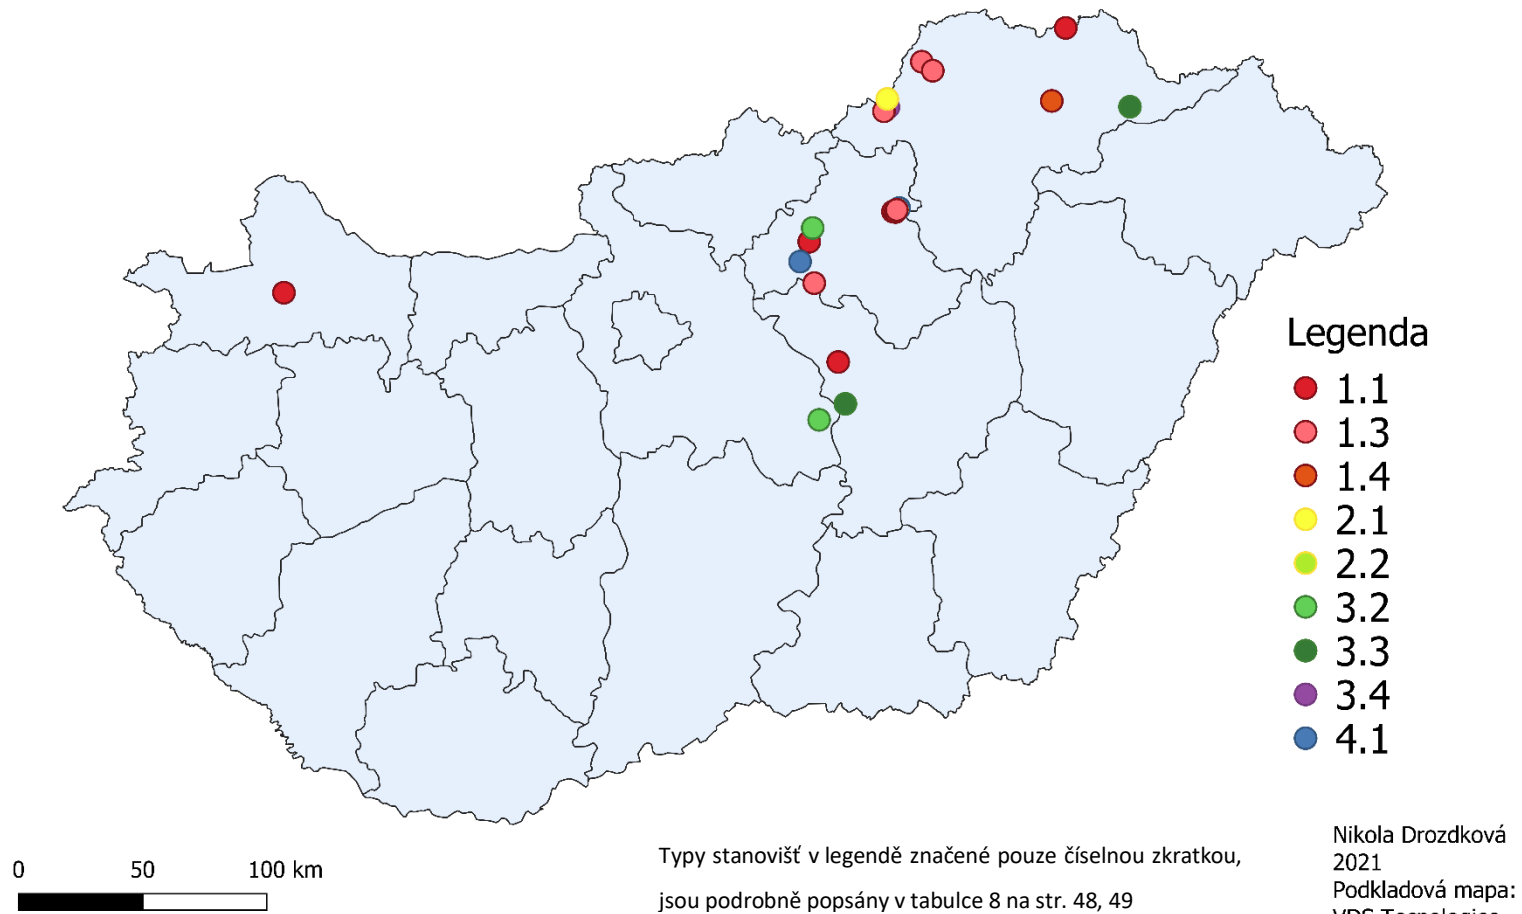 Legenda
1.1
1.3
1.4
2.1
2.2
3.2
3.3
3.4
4.1
0 50 100 km
Typy stanovišť v legendě značené pouze číselnou zkratkou,
jsou podrobně popsány v tabulce 8 na str. 48, 49
Nikola Drozdková
2021
Podkladová mapa: